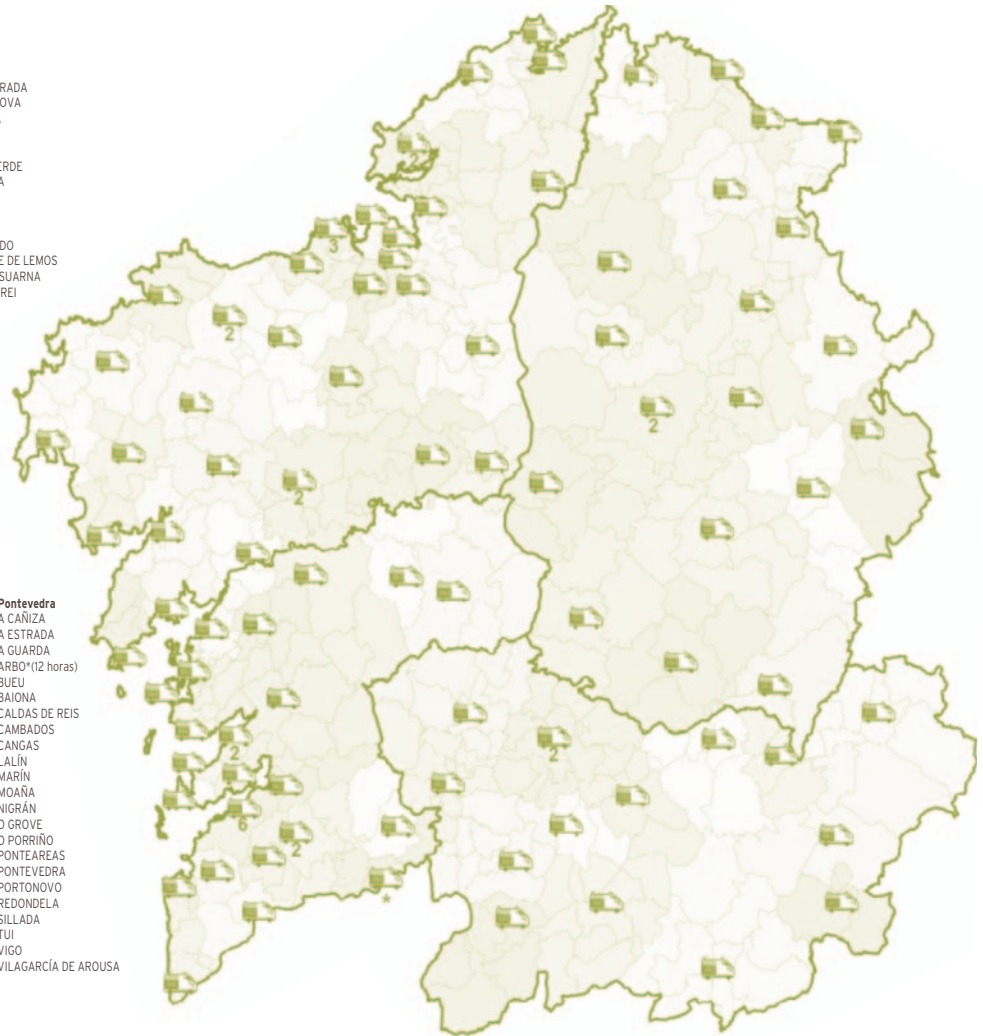 RADA
OVA
ERDE
A
DO
E DE LEMOS
SUARNA
REI
Pontevedra
A CAÑIZA
A ESTRADA
A GUARDA
ARBO*(12 horas)
BUEU
BAIONA
CALDAS DE REIS
CAMBADOS
CANGAS
LALÍN
MARÍN
MOAÑA
NIGRÁN
O GROVE
O PORRIÑO
PONTEAREAS
PONTEVEDRA
PORTONOVO
REDONDELA
SILLADA
TUI
VIGO
VILAGARCÍA DE AROUSA
2
3
2
2
2
2
2
6
2
*